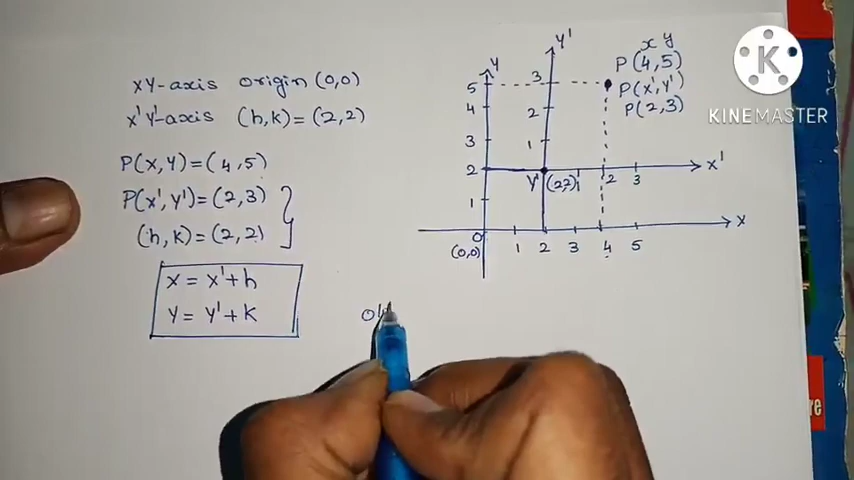 XY-axis origin (0,0)
X'Y'-axis (h,k)=(2,2)
P(X,Y)=(4,5)
P(X',Y')=(2,3)
(h,k)=(2,2)
X = X'+h
Y = Y'+k
Y
Y'
X Y
P(4,5)
P(X',Y')
P(2,3)
5
4
3
2
1
3
2
1
Y'
(2,2)
1
2
3
X'
0
(0,0)
1
2
3
4
5
X
KINEMASTER